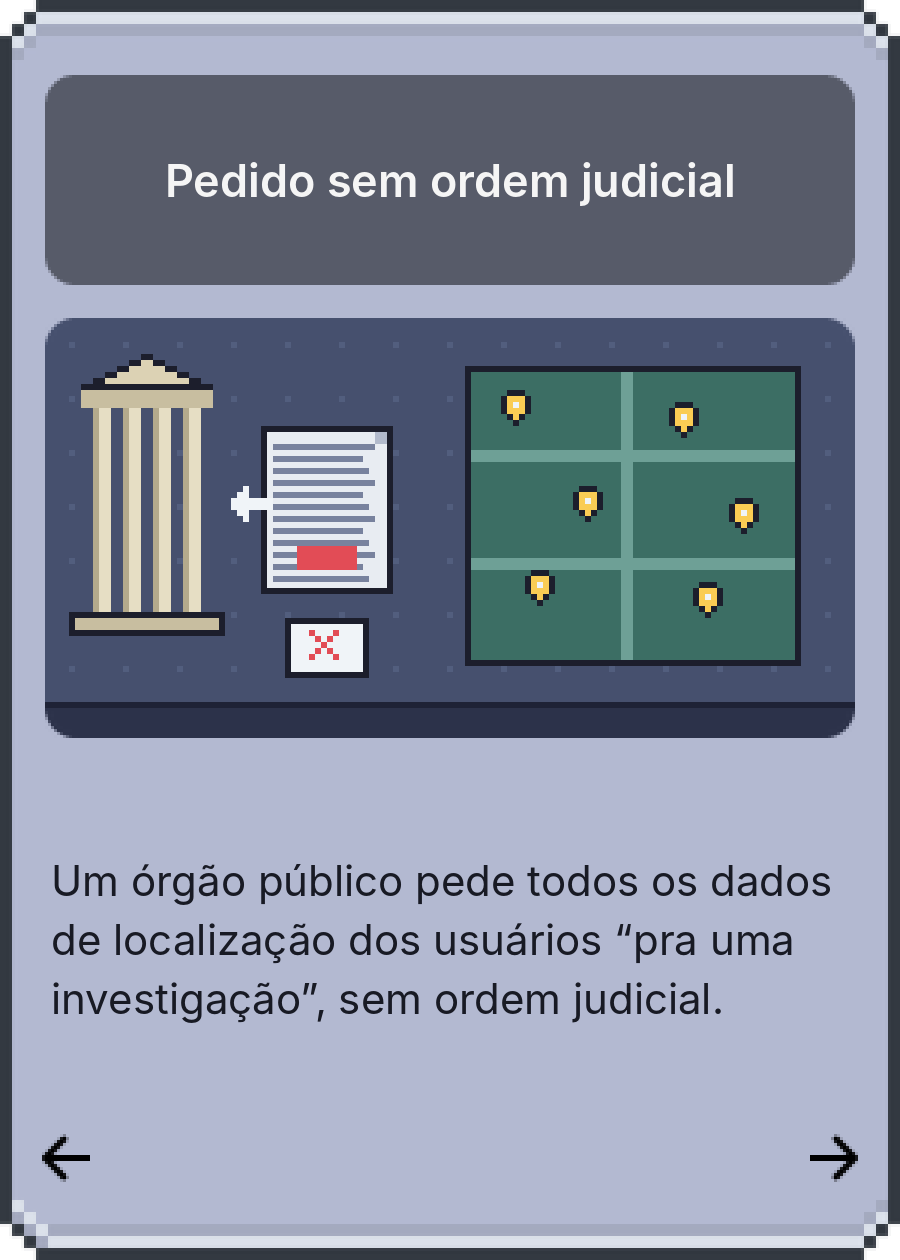 Pedido sem ordem judicial
Um órgão público pede todos os dados
de localização dos usuários “pra uma
investigação”, sem ordem judicial.